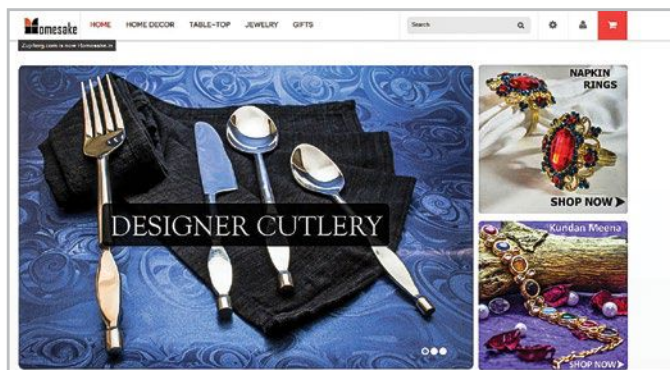 Homesake
HOME HOME DECOR TABLE-TOP JEWELRY GIFTS
Search
Zupferg.com is now Homesake.in
DESIGNER CUTLERY
NAPKIN
RINGS
SHOP NOW
Kundan Meena
SHOP NOW